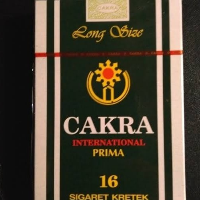 Long Size
CAKRA
INTERNATIONAL
PRIMA
16
SIGARET KRETEK